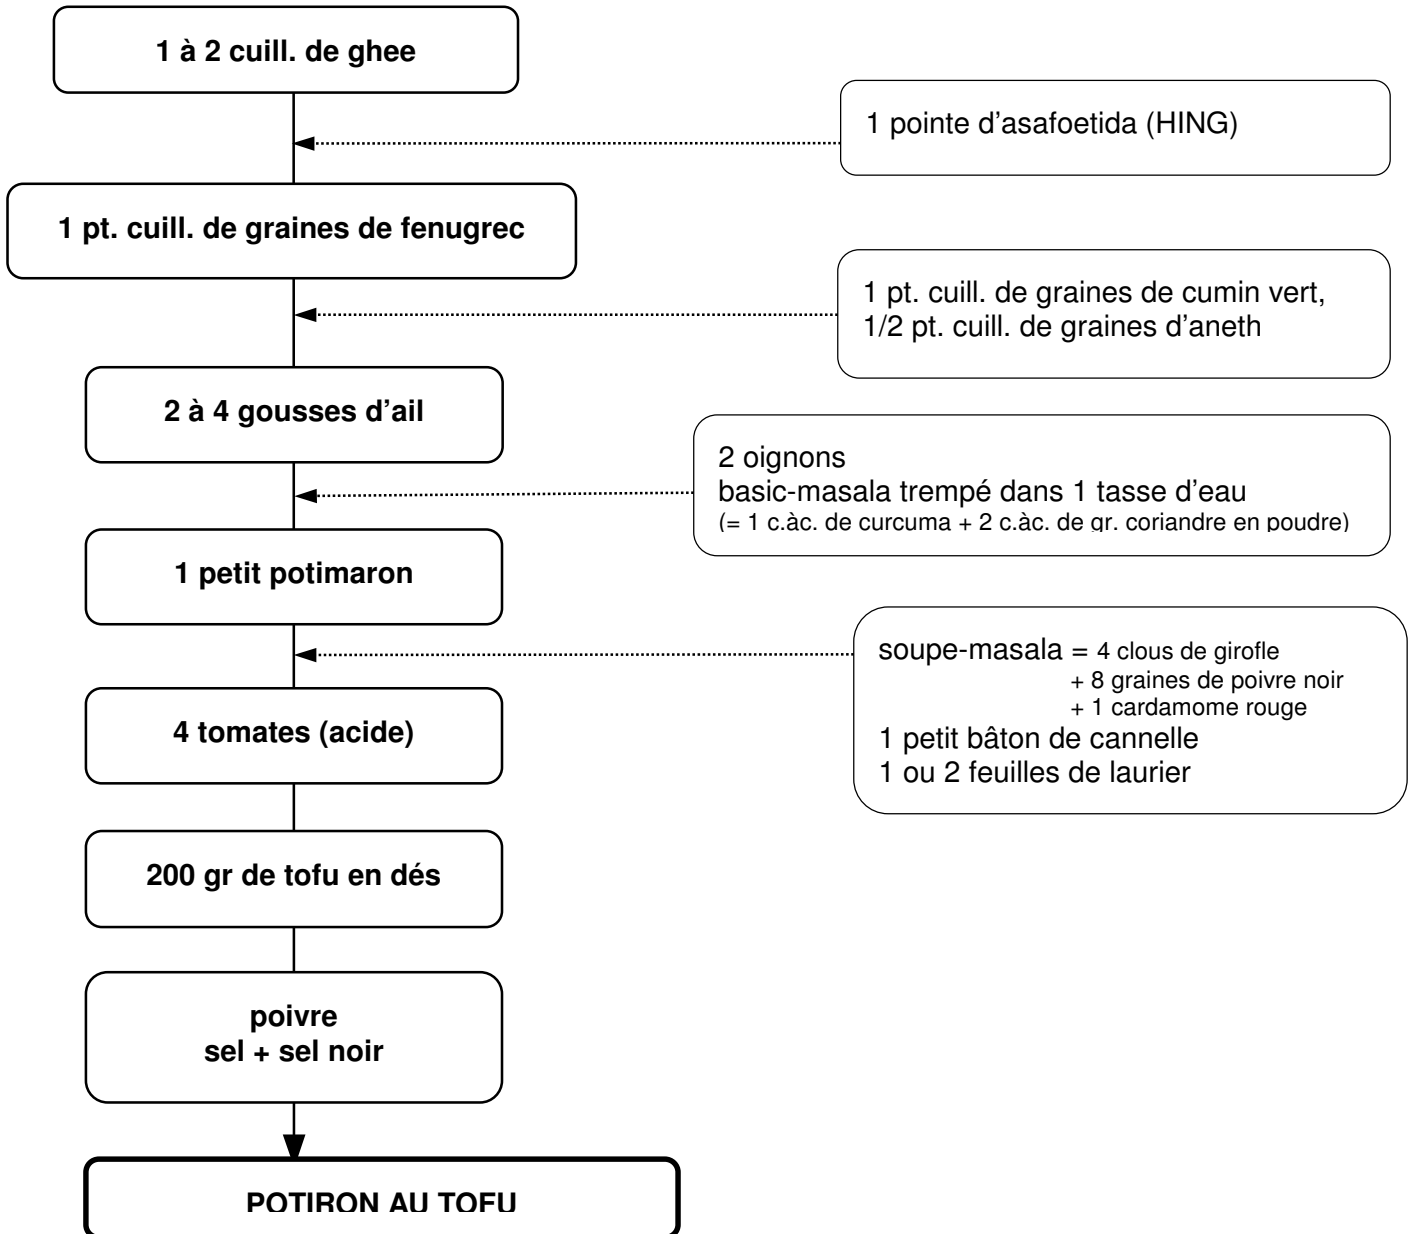 1 à 2 cuill. de ghee
1 pointe d’asafoetida (HING)
1 pt. cuill. de graines de fenugrec
1 pt. cuill. de graines de cumin vert,
1/2 pt. cuill. de graines d’aneth
2 à 4 gousses d’ail
2 oignons
basic-masala trempé dans 1 tasse d’eau
(= 1 c.àc. de curcuma + 2 c.àc. de gr. coriandre en poudre)
1 petit potimaron
soupe-masala = 4 clous de girofle
+ 8 graines de poivre noir
+ 1 cardamome rouge
1 petit bâton de cannelle
1 ou 2 feuilles de laurier
4 tomates (acide)
200 gr de tofu en dés
poivre
sel + sel noir
POTIRON AU TOFU